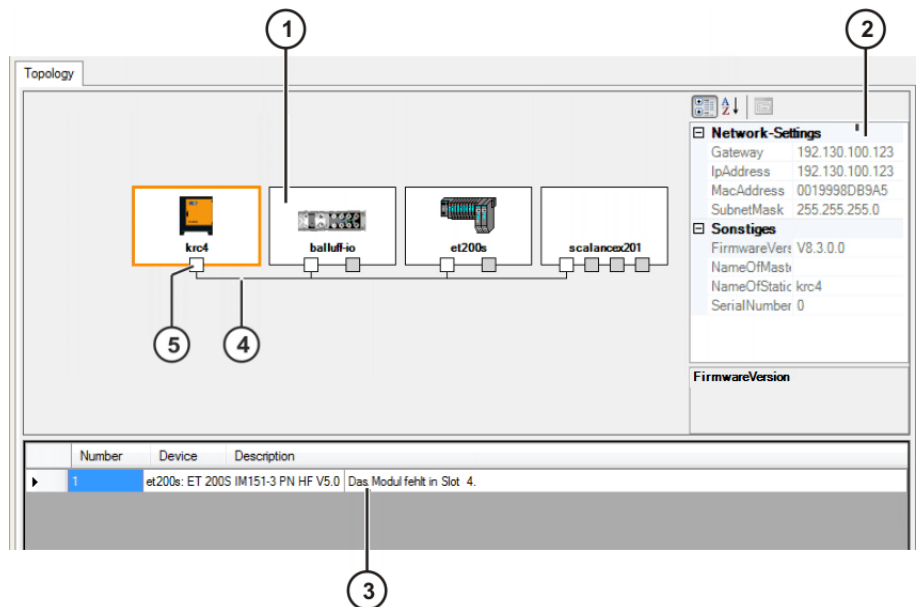 1
2
Topology
Network-Settings
Gateway 192.130.100.123
IpAddress 192.130.100.123
MacAddress 0019998DB9A5
SubnetMask 255.255.255.0
Sonstiges
FirmwareVers V8.3.0.0
NameOfMaste
NameOfStatic krc4
SerialNumber 0
krc4
balluff-io
et200s
scalancex201
5
4
FirmwareVersion
Number Device Description
1 et200s: ET 200S IM151-3 PN HF V5.0 Das Modul fehlt in Slot 4.
3